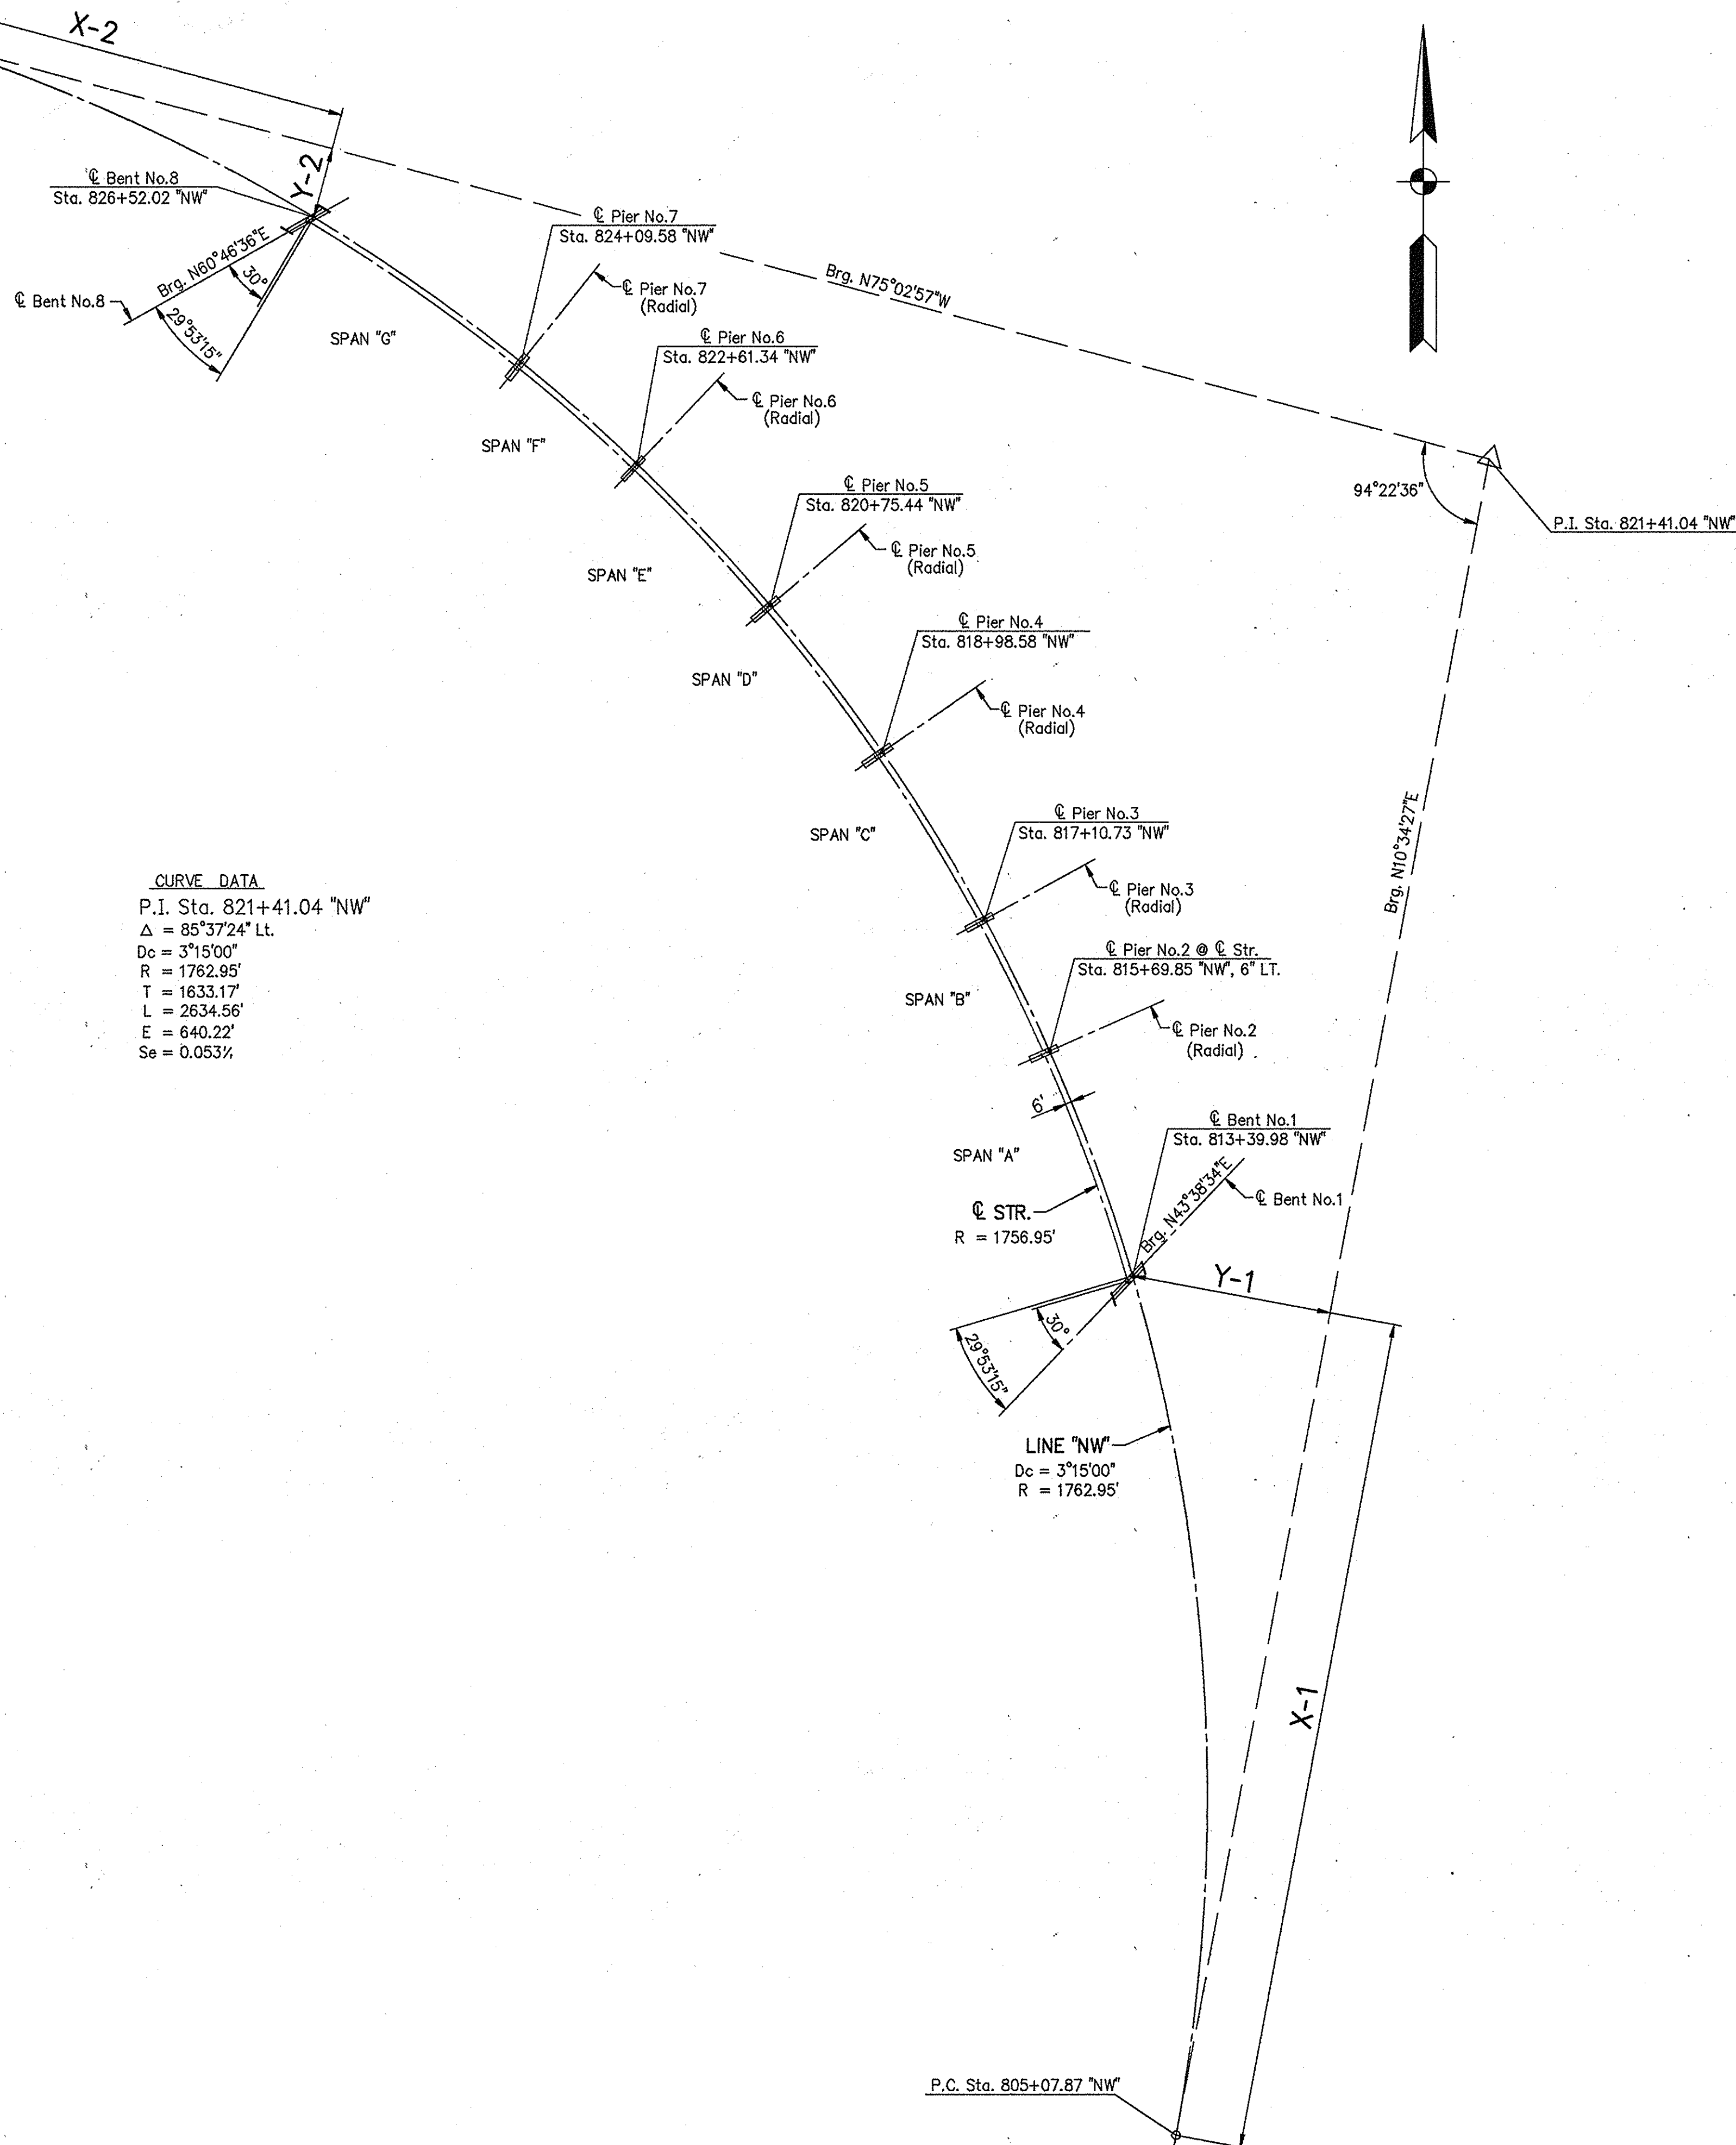 X-2
Y-2
℄ Bent No.8
Sta. 826+52.02 "NW"
Brg. N60°46'36"E
30°
29°53'15"
℄ Bent No.8
SPAN "G"
℄ Pier No.7
Sta. 824+09.58 "NW"
℄ Pier No.7
(Radial)
Brg. N75°02'57"W
℄ Pier No.6
Sta. 822+61.34 "NW"
℄ Pier No.6
(Radial)
SPAN "F"
94°22'36"
P.I. Sta. 821+41.04 "NW"
℄ Pier No.5
Sta. 820+75.44 "NW"
℄ Pier No.5
(Radial)
SPAN "E"
℄ Pier No.4
Sta. 818+98.58 "NW"
℄ Pier No.4
(Radial)
SPAN "D"
℄ Pier No.3
Sta. 817+10.73 "NW"
℄ Pier No.3
(Radial)
SPAN "C"
Brg. N10°34'27"E
CURVE DATA
P.I. Sta. 821+41.04 "NW"
Δ = 85°37'24" Lt.
Dc = 3°15'00"
R = 1762.95'
T = 1633.17'
L = 2634.56'
E = 640.22'
Se = 0.053'/,
℄ Pier No.2 @ ℄ Str.
Sta. 815+69.85 "NW", 6" LT.
℄ Pier No.2
(Radial)
SPAN "B"
6'
℄ Bent No.1
Sta. 813+39.98 "NW"
SPAN "A"
Brg. N43°38'34"E
℄ Bent No.1
℄ STR.
R = 1756.95'
Y-1
30°
29°53'15"
LINE "NW"
Dc = 3°15'00"
R = 1762.95'
X-1
P.C. Sta. 805+07.87 "NW"